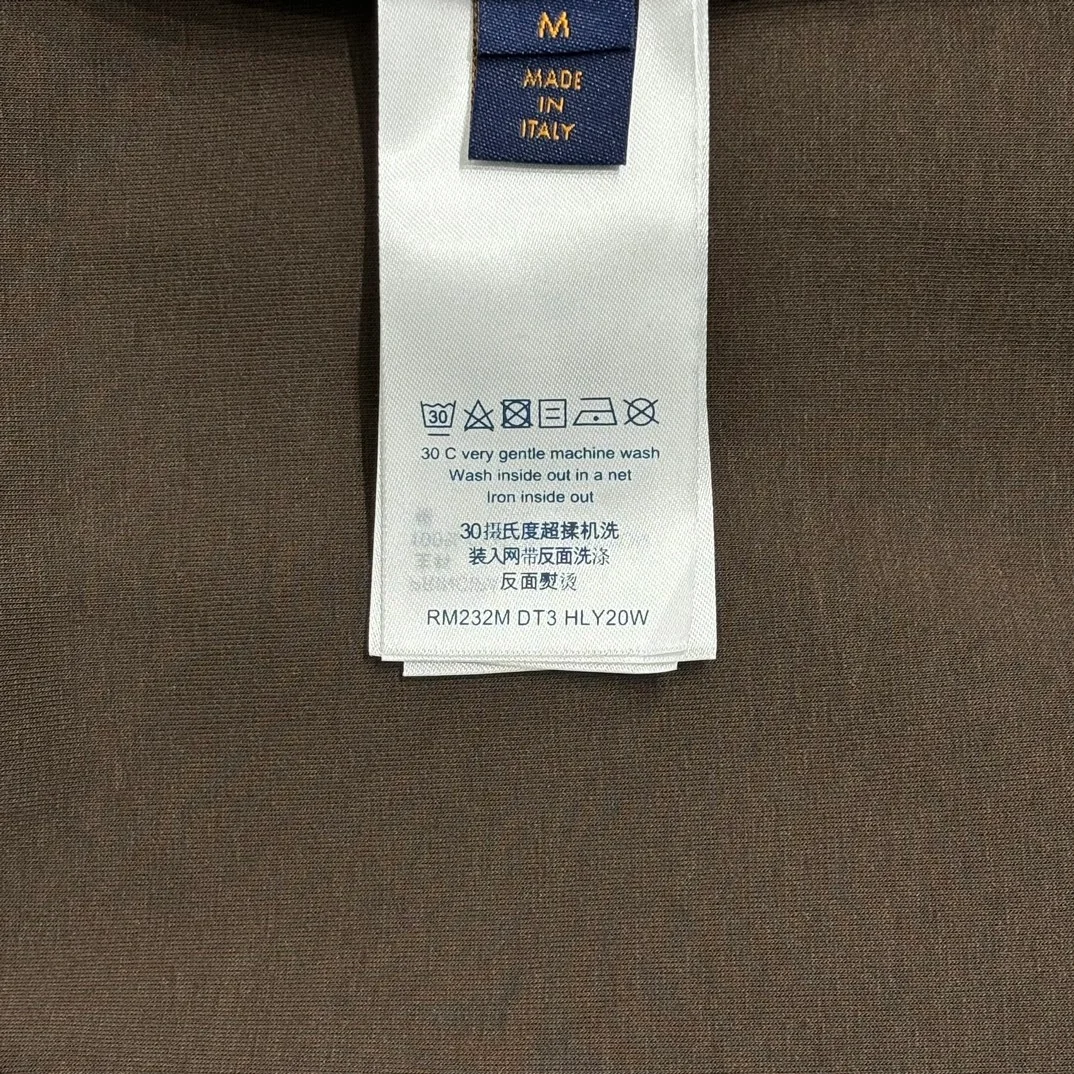 M
MADE
IN
ITALY
30
30 C very gentle machine wash
Wash inside out in a net
Iron inside out
30摄氏度超揉机洗
装入网带反面洗涤
反面熨烫
RM232M DT3 HLY20W